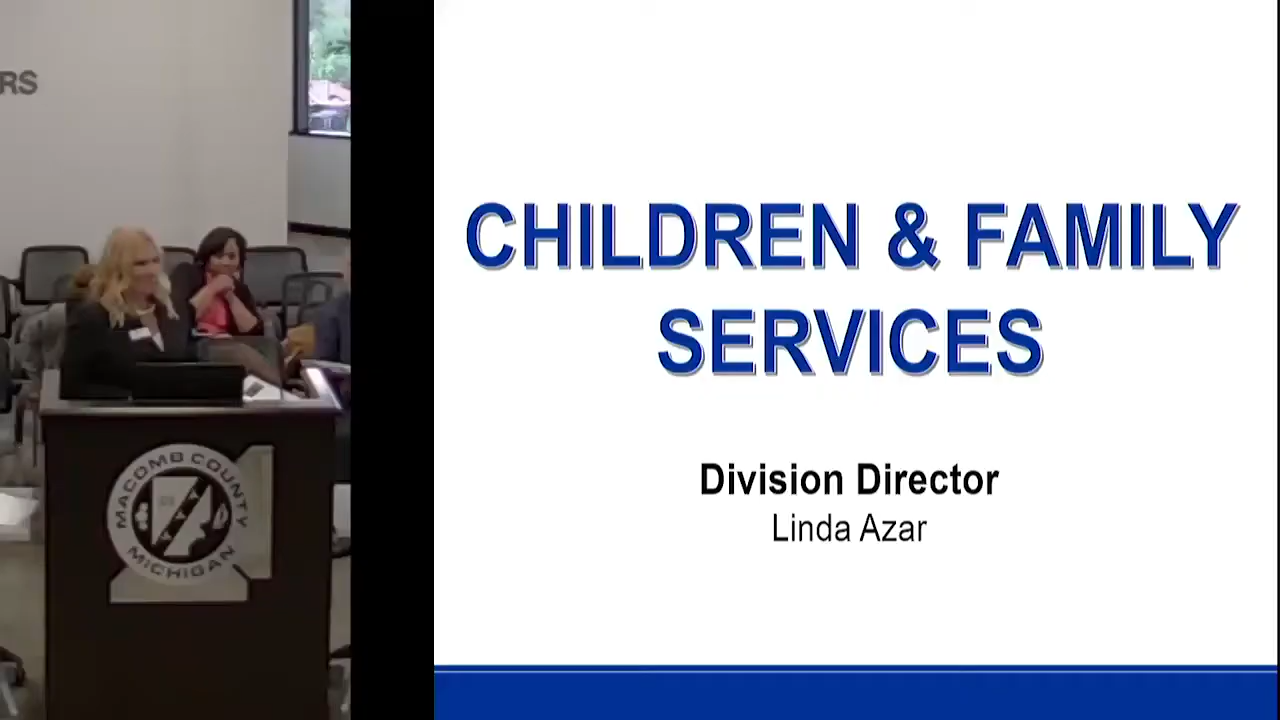 RS
MACOMB COUNTY
MICHIGAN
CHILDREN & FAMILY
SERVICES
Division Director
Linda Azar